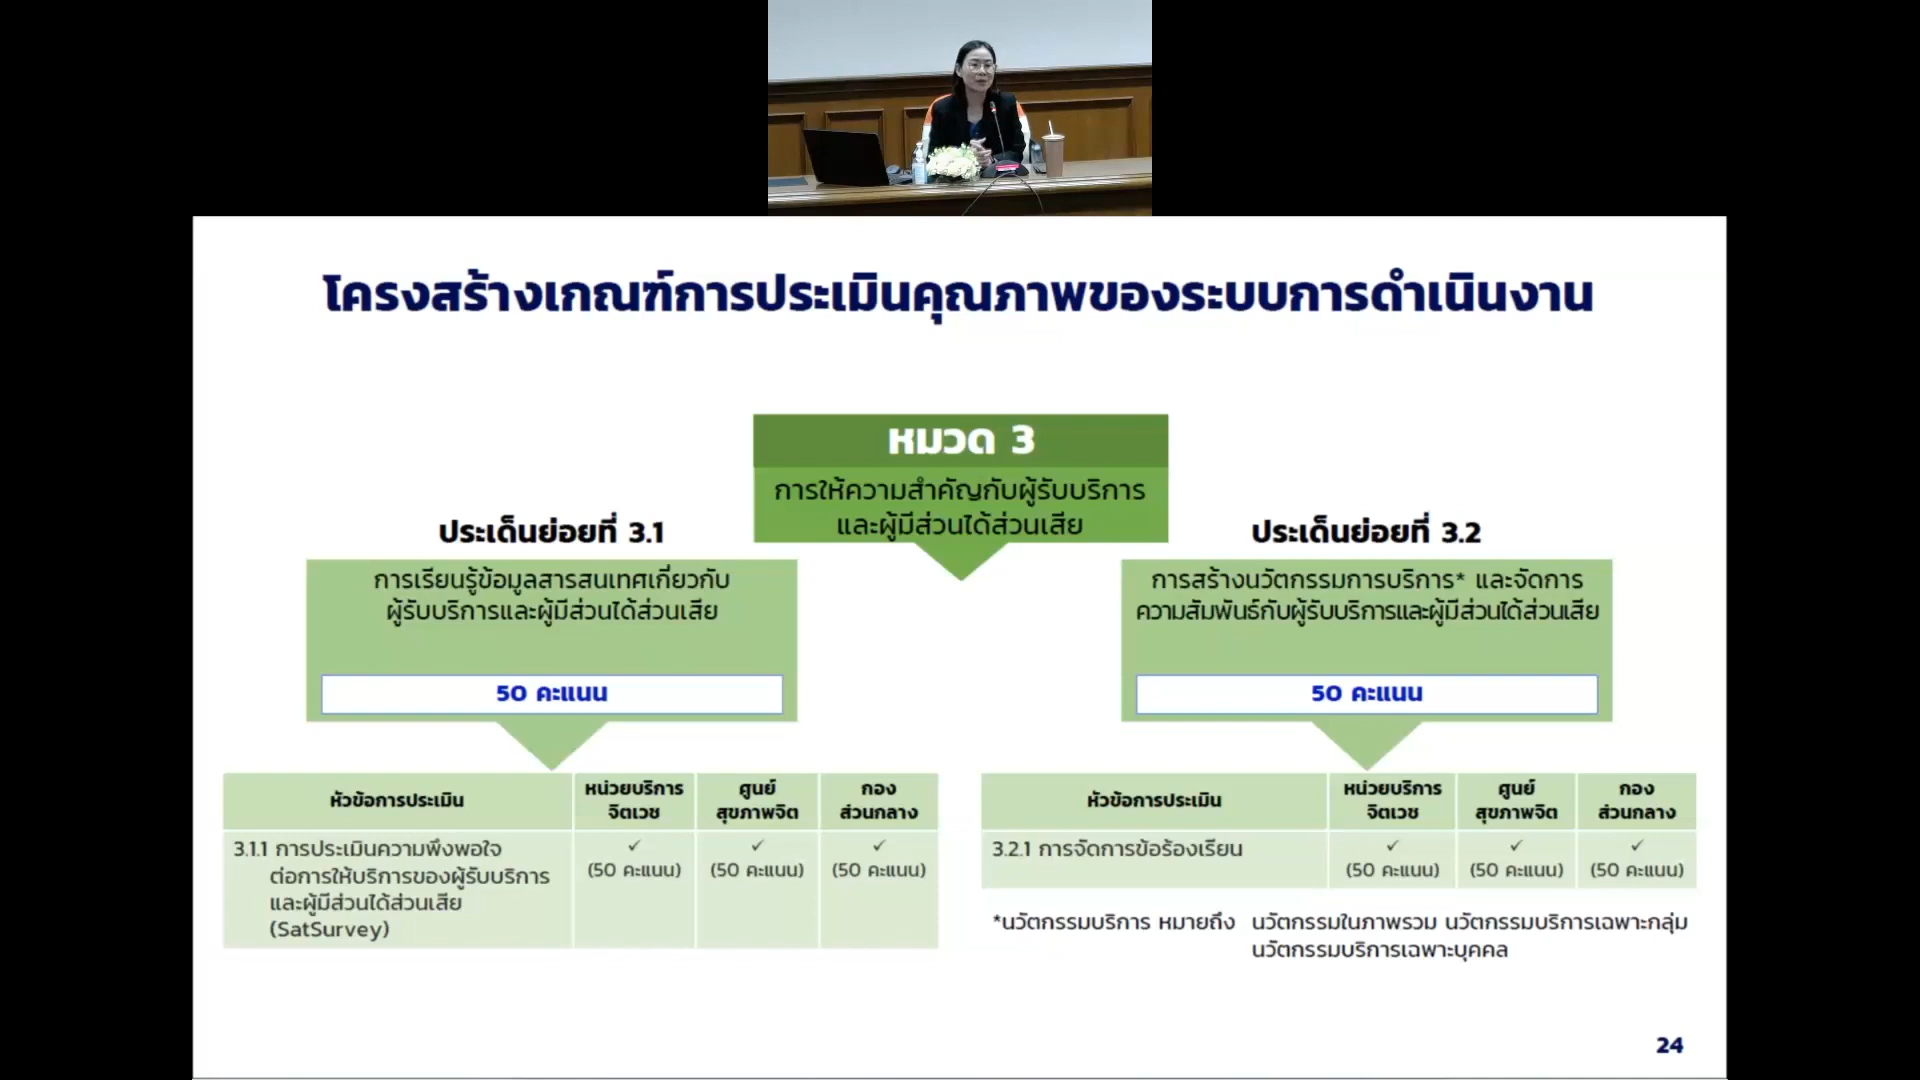 โครงสร้างเกณฑ์การประเมินคุณภาพของระบบการดำเนินงาน
หมวด 3
การให้ความสำคัญกับผู้รับบริการ
และผู้มีส่วนได้ส่วนเสีย
ประเด็นย่อยที่ 3.1
การเรียนรู้ข้อมูลสารสนเทศเกี่ยวกับ
ผู้รับบริการและผู้มีส่วนได้ส่วนเสีย
50 คะแนน
หัวข้อการประเมิน
หน่วยบริการ
จิตเวช
ศูนย์
สุขภาพจิต
กอง
ส่วนกลาง
3.1.1 การประเมินความพึงพอใจ
ต่อการให้บริการของผู้รับบริการ
และผู้มีส่วนได้ส่วนเสีย
(SatSurvey)
✓
(50 คะแนน)
✓
(50 คะแนน)
✓
(50 คะแนน)
ประเด็นย่อยที่ 3.2
การสร้างนวัตกรรมการบริการ* และจัดการ
ความสัมพันธ์กับผู้รับบริการและผู้มีส่วนได้ส่วนเสีย
50 คะแนน
หัวข้อการประเมิน
หน่วยบริการ
จิตเวช
ศูนย์
สุขภาพจิต
กอง
ส่วนกลาง
3.2.1 การจัดการข้อร้องเรียน
✓
(50 คะแนน)
✓
(50 คะแนน)
✓
(50 คะแนน)
*นวัตกรรมบริการ หมายถึง นวัตกรรมในภาพรวม นวัตกรรมบริการเฉพาะกลุ่ม
นวัตกรรมบริการเฉพาะบุคคล
24